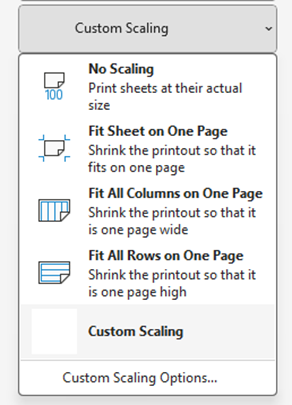 Custom Scaling
No Scaling
100
Print sheets at their actual
size
Fit Sheet on One Page
Shrink the printout so that it
fits on one page
Fit All Columns on One Page
Shrink the printout so that it
is one page wide
Fit All Rows on One Page
Shrink the printout so that it
is one page high
Custom Scaling
Custom Scaling Options...